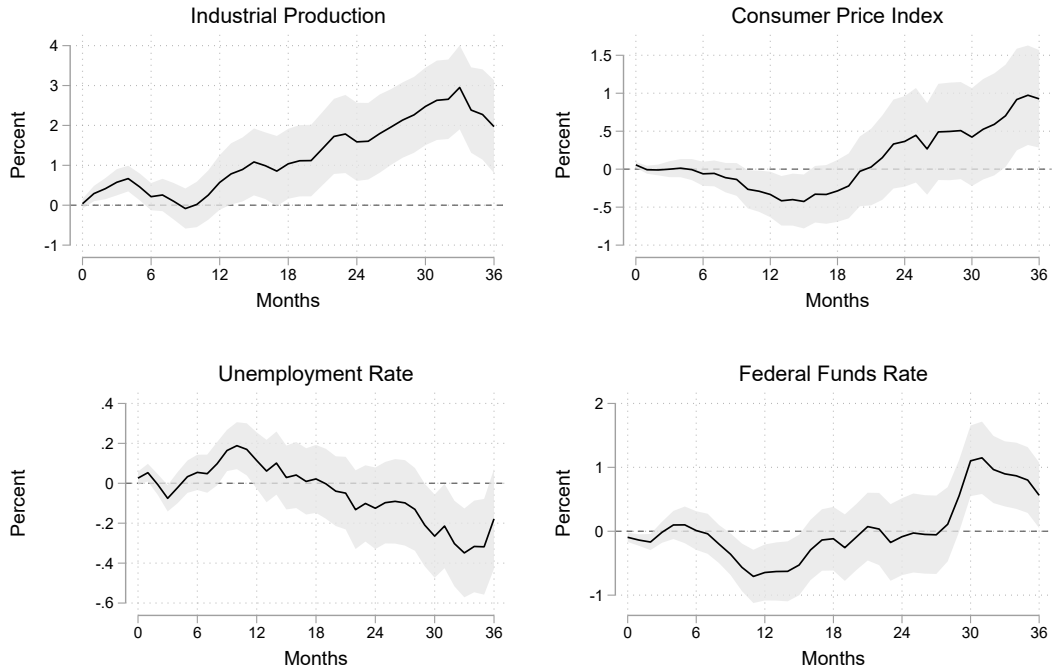 Industrial Production
Percent
4
3
2
1
0
-1
0 6 12 18 24 30 36
Months
Consumer Price Index
Percent
1.5
1
.5
0
-.5
-1
0 6 12 18 24 30 36
Months
Unemployment Rate
Percent
.4
.2
0
-.2
-.4
-.6
0 6 12 18 24 30 36
Months
Federal Funds Rate
Percent
2
1
0
-1
0 6 12 18 24 30 36
Months